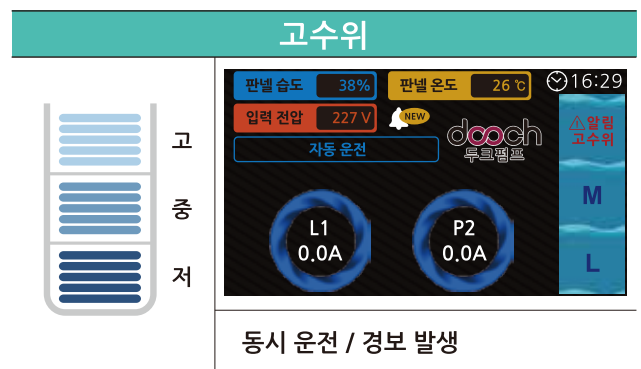 고수위
고
중
저
판넬 습도 38%
판넬 온도 26 ℃
16:29
입력 전압 227 V
NEW
자동 운전
dooch
두크펌프
L1
0.0A
P2
0.0A
⚠알림
고수위
M
L
동시 운전 / 경보 발생